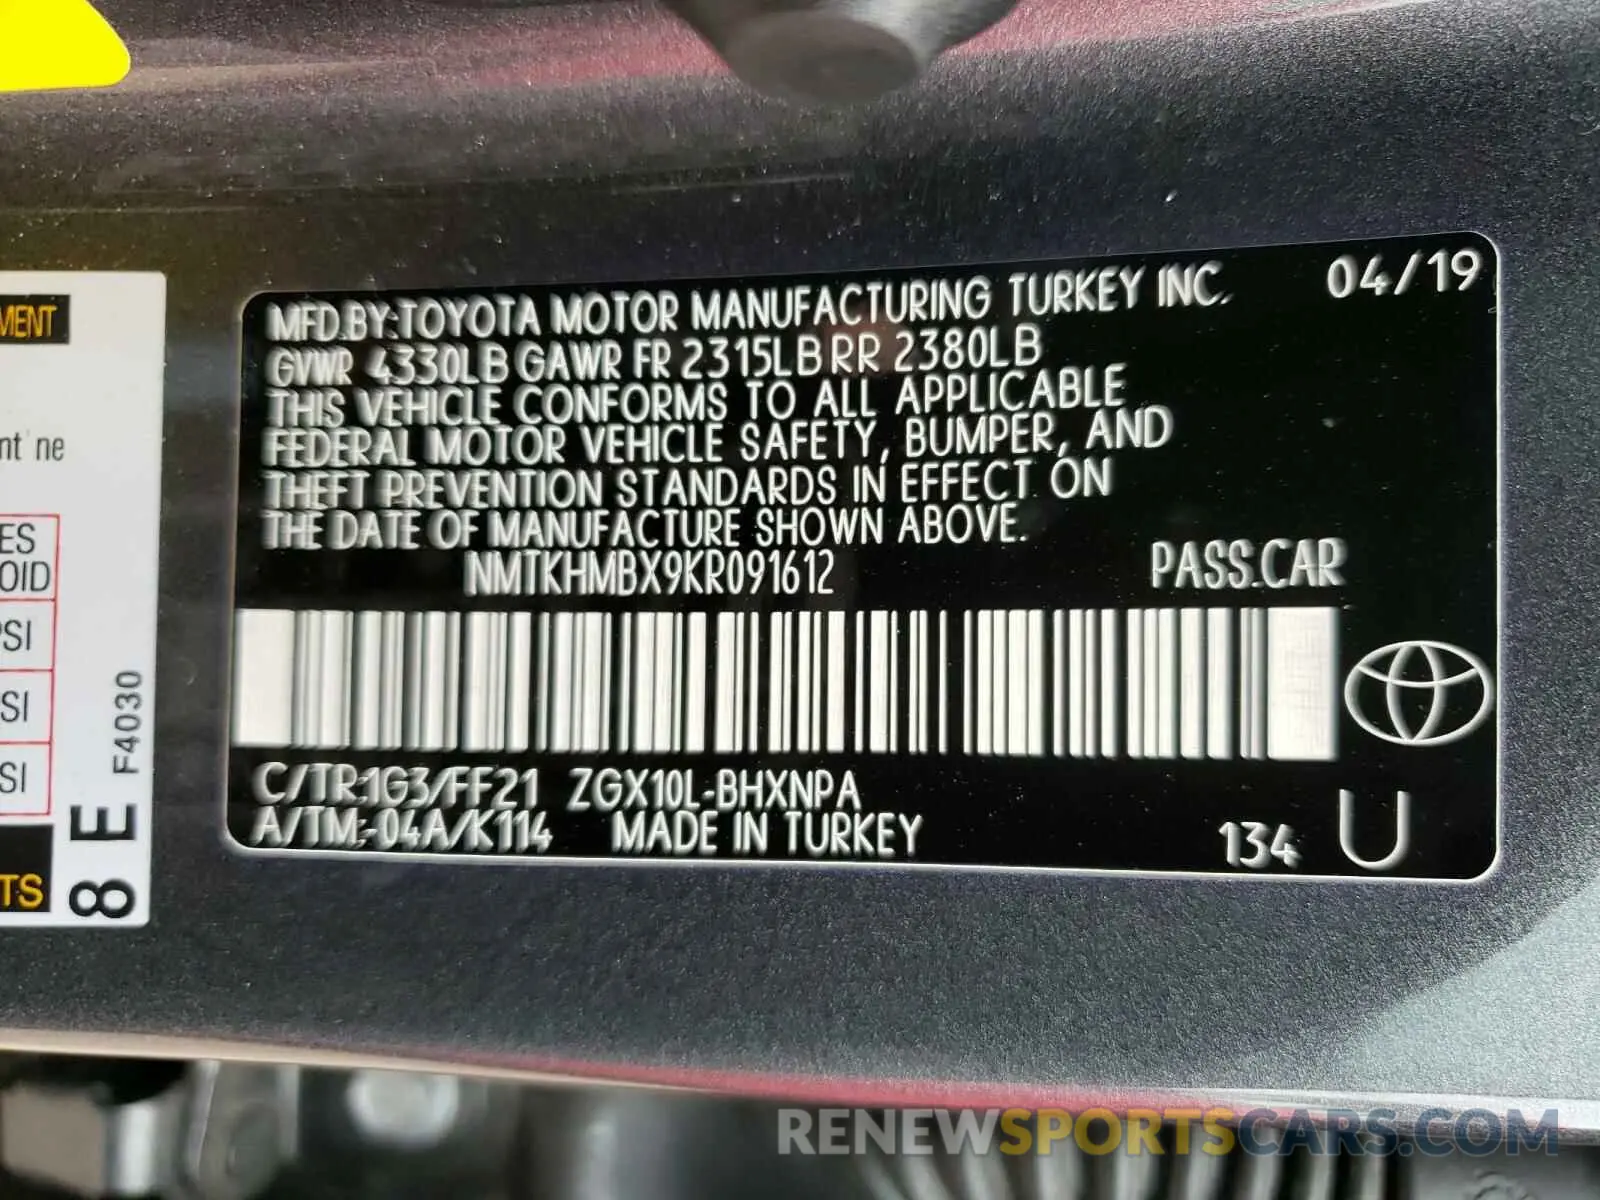 MFD.BY:TOYOTA MOTOR MANUFACTURING TURKEY INC. 04/19
GVWR 4330LB GAWR FR 2315LB RR 2380LB
THIS VEHICLE CONFORMS TO ALL APPLICABLE
FEDERAL MOTOR VEHICLE SAFETY, BUMPER, AND
THEFT PREVENTION STANDARDS IN EFFECT ON
THE DATE OF MANUFACTURE SHOWN ABOVE.
NMTKHMBX9KR091612 PASS.CAR
C/TR:1G3/FF21 ZGX10L-BHXNPA
A/TM:-04A/K114 MADE IN TURKEY 134 U
MENT
nt ne
ES
OID
PSI
SI
SI
TS
F4030
8 E
RENEWSPORTSCARS.COM